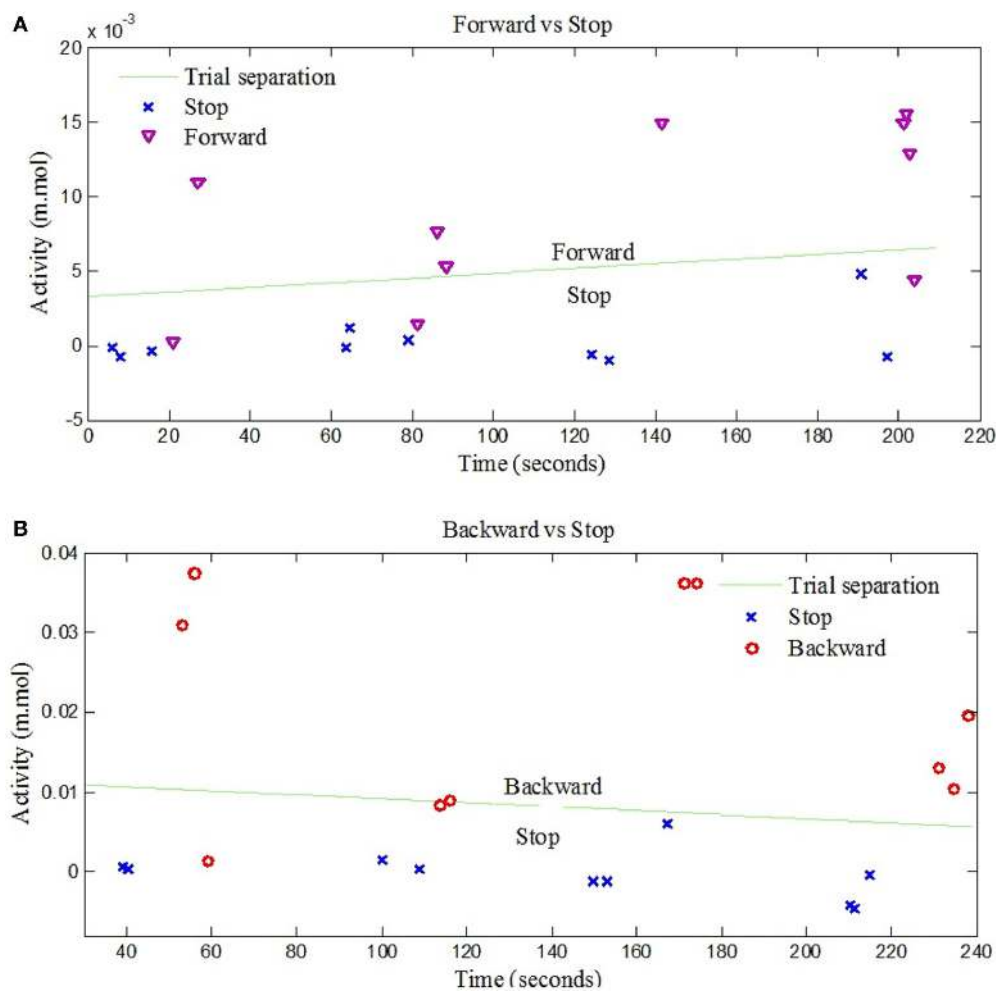 A
Forward vs Stop
x 10^-3
20
15
10
5
0
-5
Activity (m.mol)
Trial separation
Stop
Forward
Forward
Stop
0 20 40 60 80 100 120 140 160 180 200 220
Time (seconds)
B
Backward vs Stop
0.04
0.03
0.02
0.01
0
Activity (m.mol)
Trial separation
Stop
Backward
Backward
Stop
40 60 80 100 120 140 160 180 200 220 240
Time (seconds)